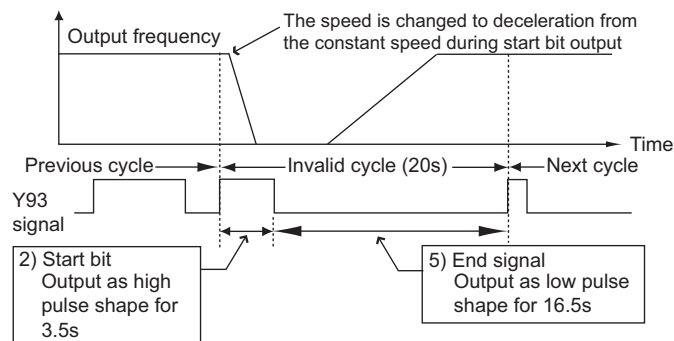 Output frequency
The speed is changed to deceleration from
the constant speed during start bit output
Time
Previous cycle
Invalid cycle (20s)
Next cycle
Y93
signal
2) Start bit
Output as high
pulse shape for
3.5s
5) End signal
Output as low pulse
shape for 16.5s